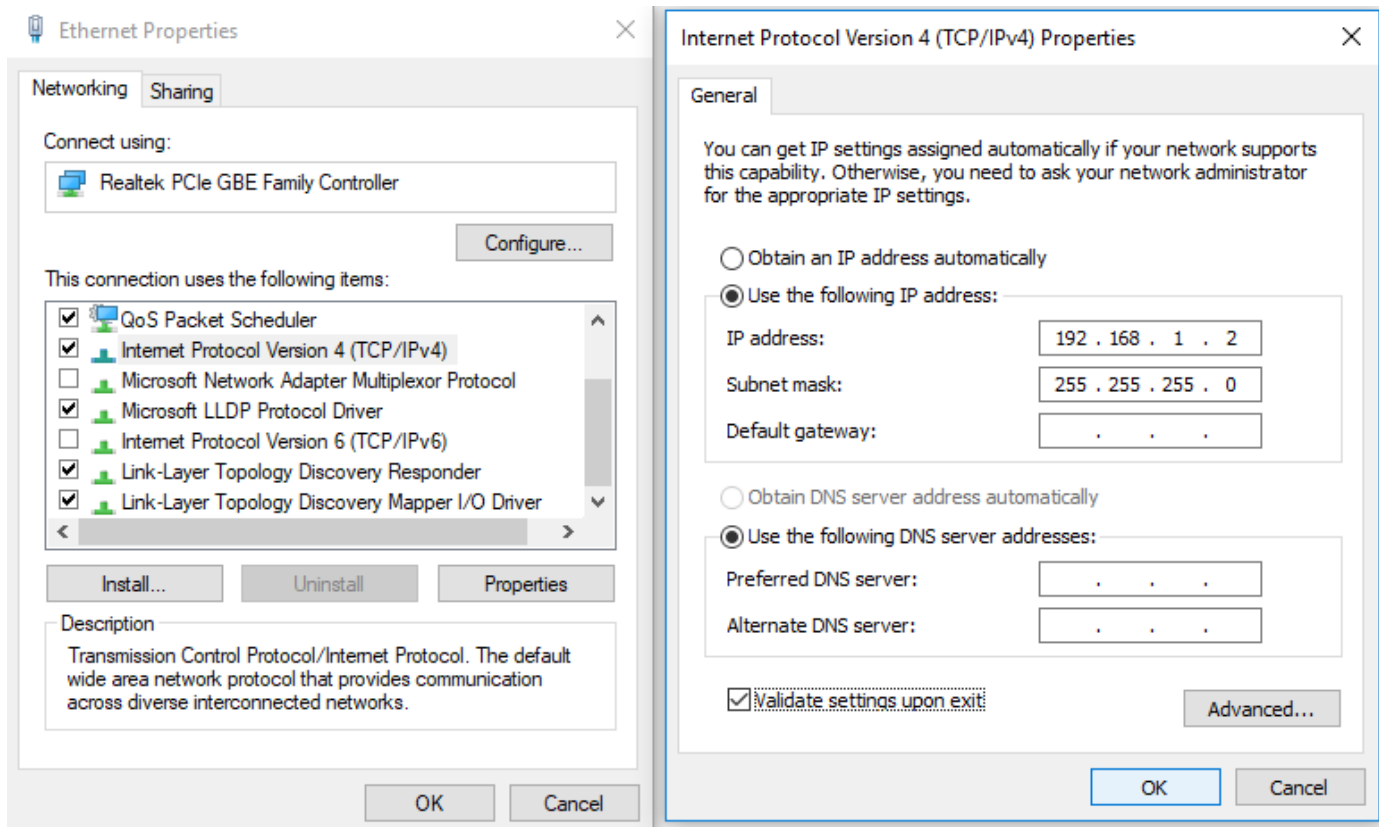 Ethernet Properties
Networking
Sharing
Connect using:
Realtek PCIe GBE Family Controller
Configure...
This connection uses the following items:
QoS Packet Scheduler
Internet Protocol Version 4 (TCP/IPv4)
Microsoft Network Adapter Multiplexor Protocol
Microsoft LLDP Protocol Driver
Internet Protocol Version 6 (TCP/IPv6)
Link-Layer Topology Discovery Responder
Link-Layer Topology Discovery Mapper I/O Driver
Install...
Uninstall
Properties
Description
Transmission Control Protocol/Internet Protocol. The default
wide area network protocol that provides communication
across diverse interconnected networks.
OK
Cancel
Internet Protocol Version 4 (TCP/IPv4) Properties
General
You can get IP settings assigned automatically if your network supports
this capability. Otherwise, you need to ask your network administrator
for the appropriate IP settings.
Obtain an IP address automatically
Use the following IP address:
IP address:
192 . 168 . 1 . 2
Subnet mask:
255 . 255 . 255 . 0
Default gateway:
. . .
Obtain DNS server address automatically
Use the following DNS server addresses:
Preferred DNS server:
. . .
Alternate DNS server:
. . .
Validate settings upon exit
Advanced...
OK
Cancel